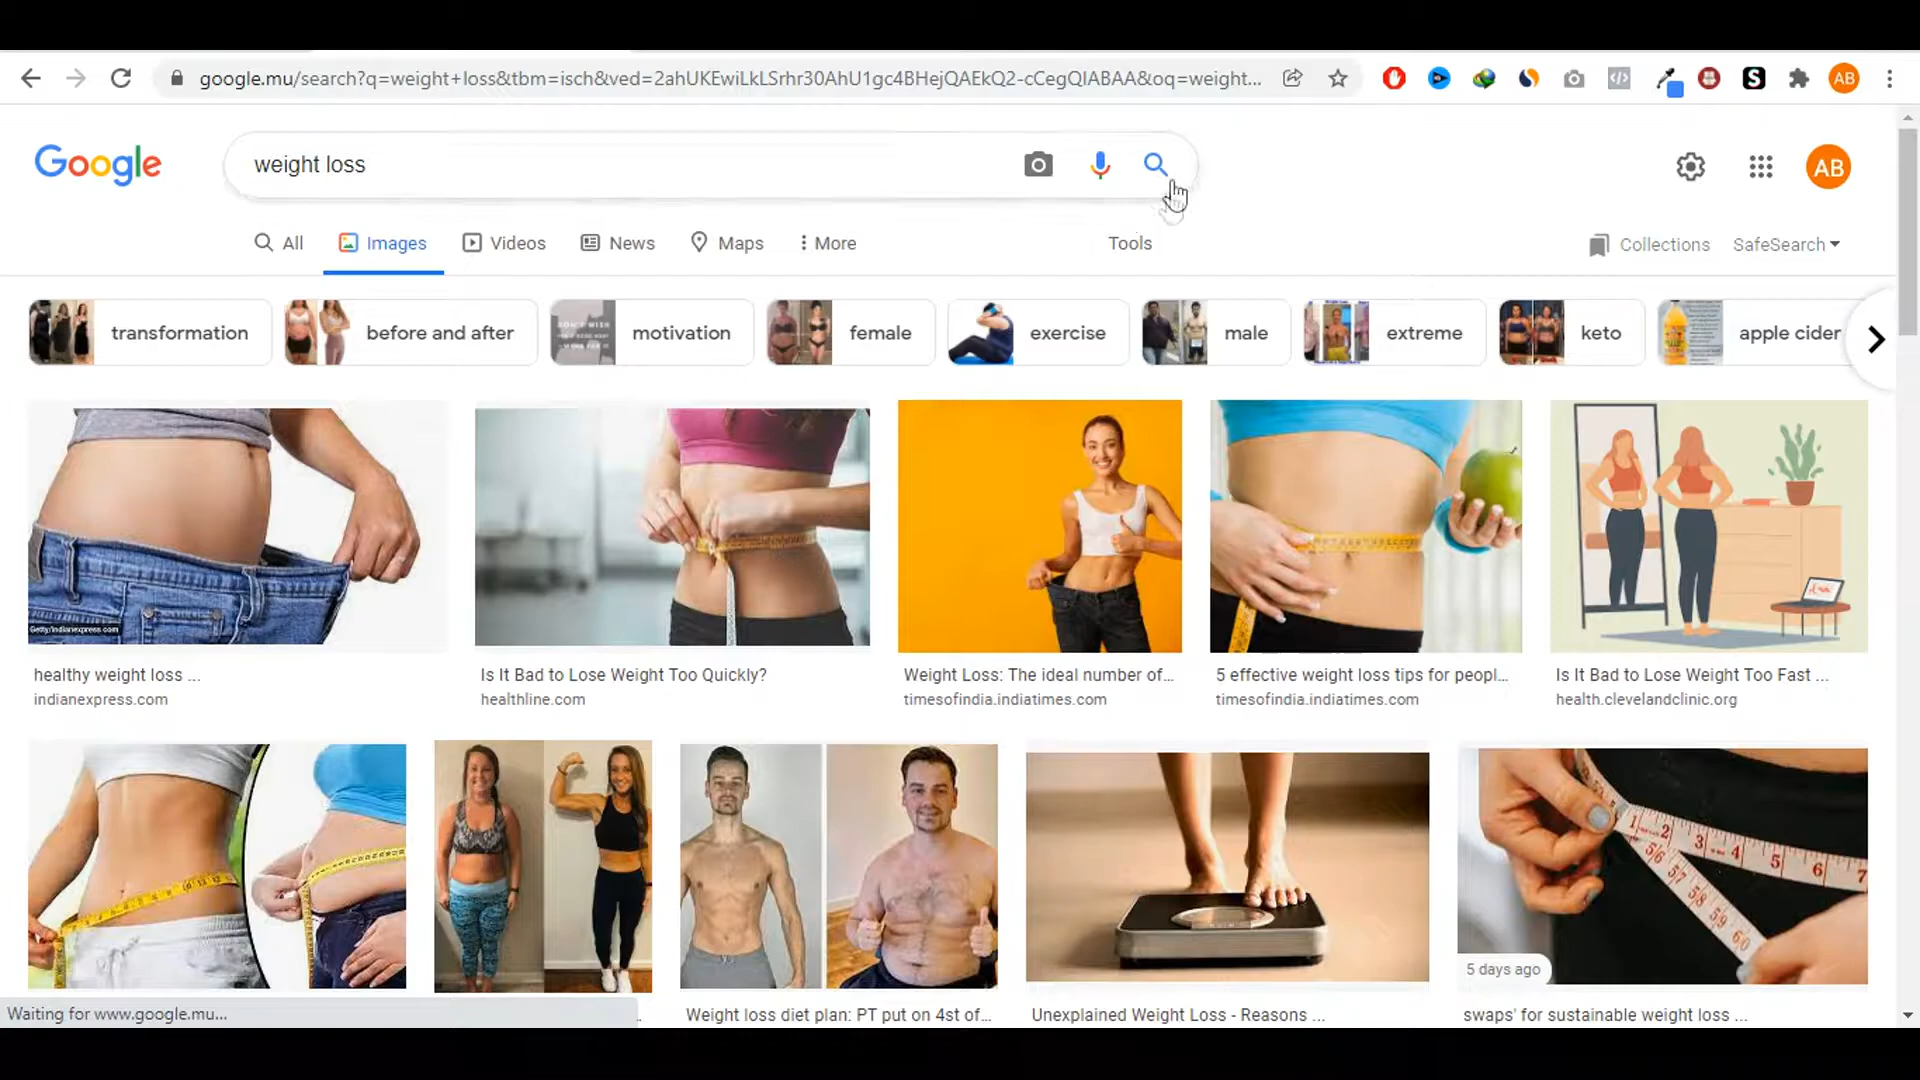 google.mu/search?q=weight+loss&tbm=isch&ved=2ahUKEwiLkLSrhr30AhU1gc4BHejQAEkQ2-cCegQIABAA&oq=weight...
AB
Google
weight loss
AB
All
Images
Videos
News
Maps
More
Tools
Collections
SafeSearch
transformation
before and after
motivation
female
exercise
male
extreme
keto
apple cider
Getty/indianexpress.com
healthy weight loss ...
indianexpress.com
Is It Bad to Lose Weight Too Quickly?
healthline.com
Weight Loss: The ideal number of...
timesofindia.indiatimes.com
5 effective weight loss tips for peopl...
timesofindia.indiatimes.com
Is It Bad to Lose Weight Too Fast ...
health.clevelandclinic.org
5 days ago
Waiting for www.google.mu...
Weight loss diet plan: PT put on 4st of...
Unexplained Weight Loss - Reasons ...
swaps' for sustainable weight loss ...